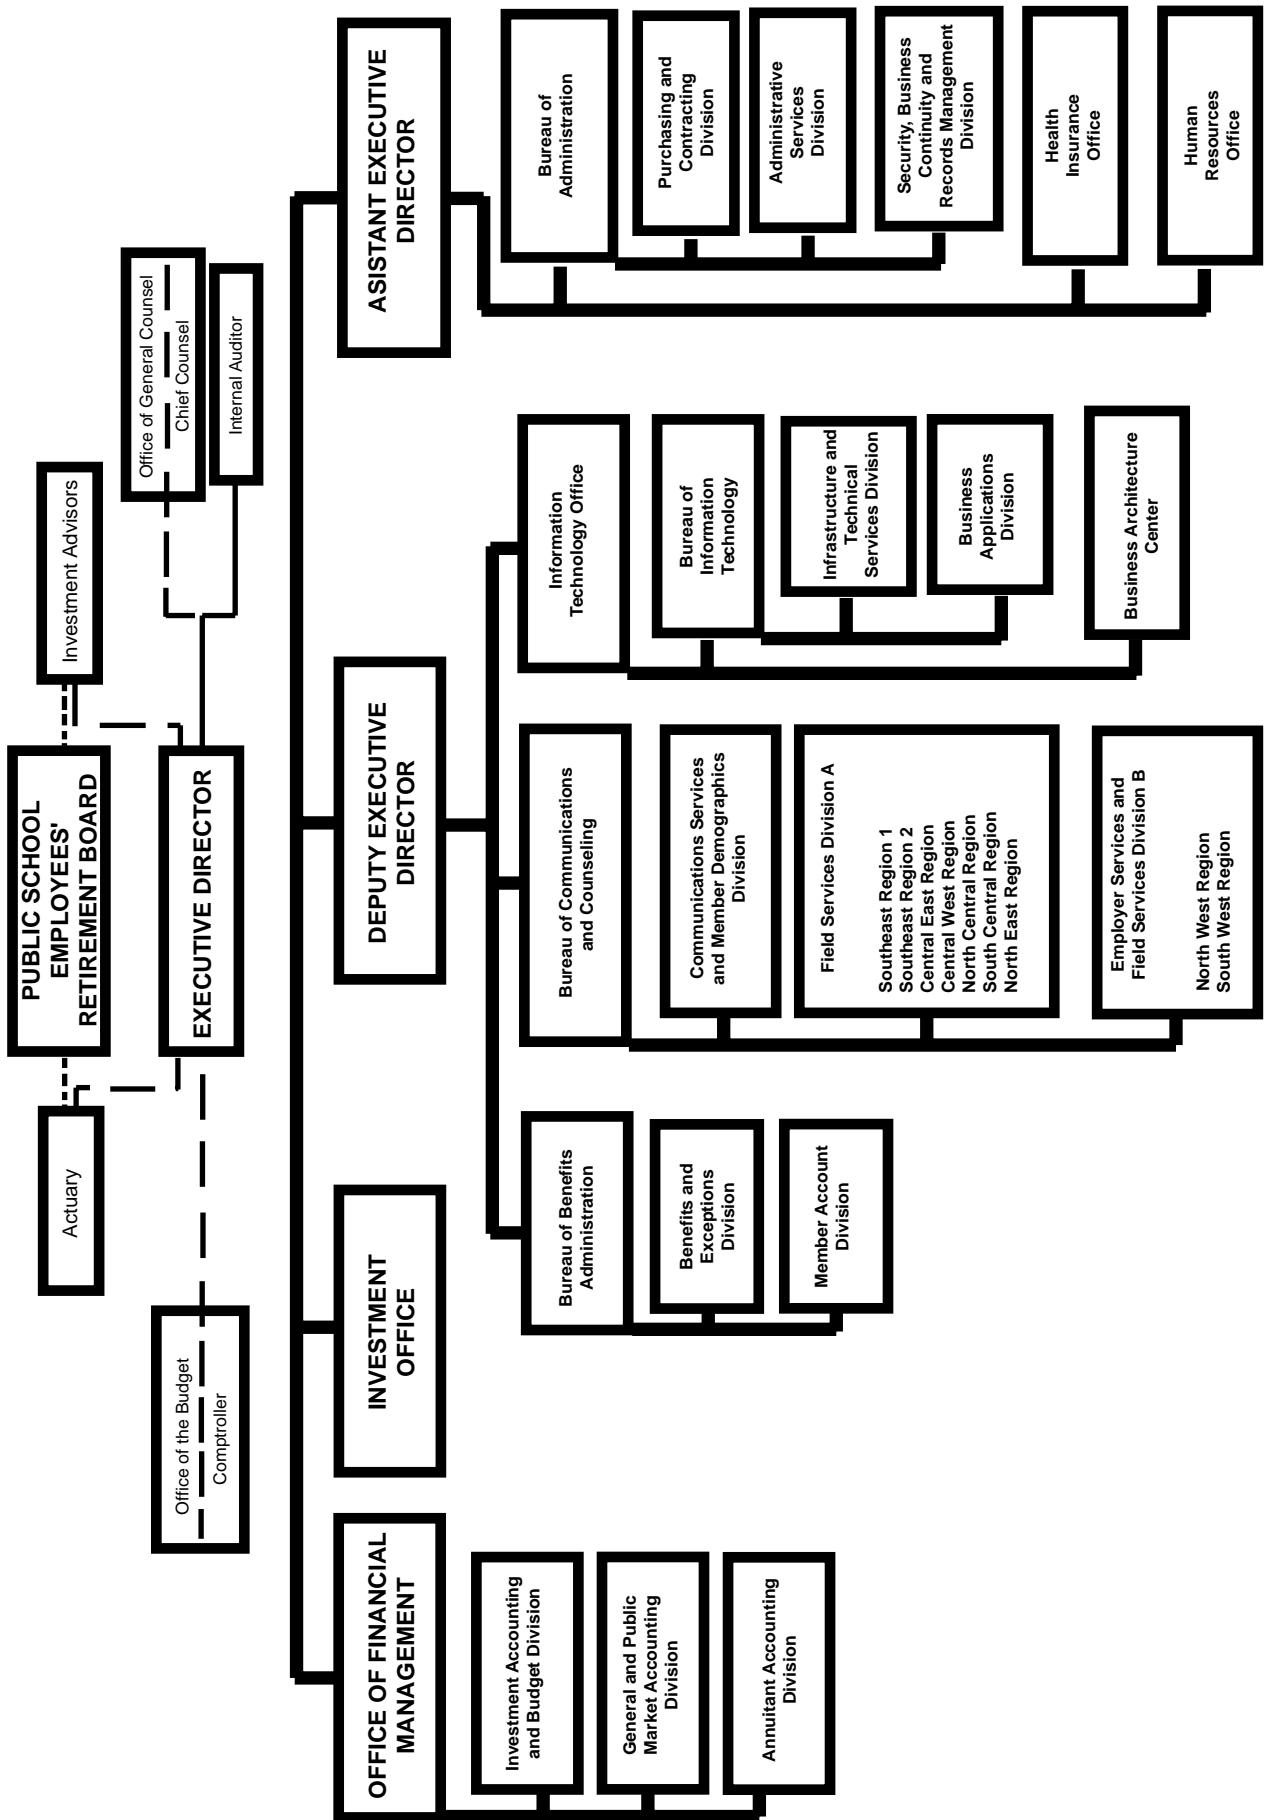 PUBLIC SCHOOL
EMPLOYEES'
RETIREMENT BOARD
Actuary
Investment Advisors
EXECUTIVE DIRECTOR
Office of the Budget
Comptroller
Office of General Counsel
Chief Counsel
Internal Auditor
OFFICE OF FINANCIAL
MANAGEMENT
INVESTMENT
OFFICE
DEPUTY EXECUTIVE
DIRECTOR
ASISTANT EXECUTIVE
DIRECTOR
Investment Accounting
and Budget Division
General and Public
Market Accounting
Division
Annuitant Accounting
Division
Bureau of Benefits
Administration
Benefits and
Exceptions
Division
Member Account
Division
Bureau of Communications
and Counseling
Communications Services
and Member Demographics
Division
Field Services Division A
Southeast Region 1
Southeast Region 2
Central East Region
Central West Region
North Central Region
South Central Region
North East Region
Employer Services and
Field Services Division B
North West Region
South West Region
Information
Technology Office
Bureau of
Information
Technology
Infrastructure and
Technical
Services Division
Business
Applications
Division
Business Architecture
Center
Bureau of
Administration
Purchasing and
Contracting
Division
Administrative
Services
Division
Security, Business
Continuity and
Records Management
Division
Health
Insurance
Office
Human
Resources
Office